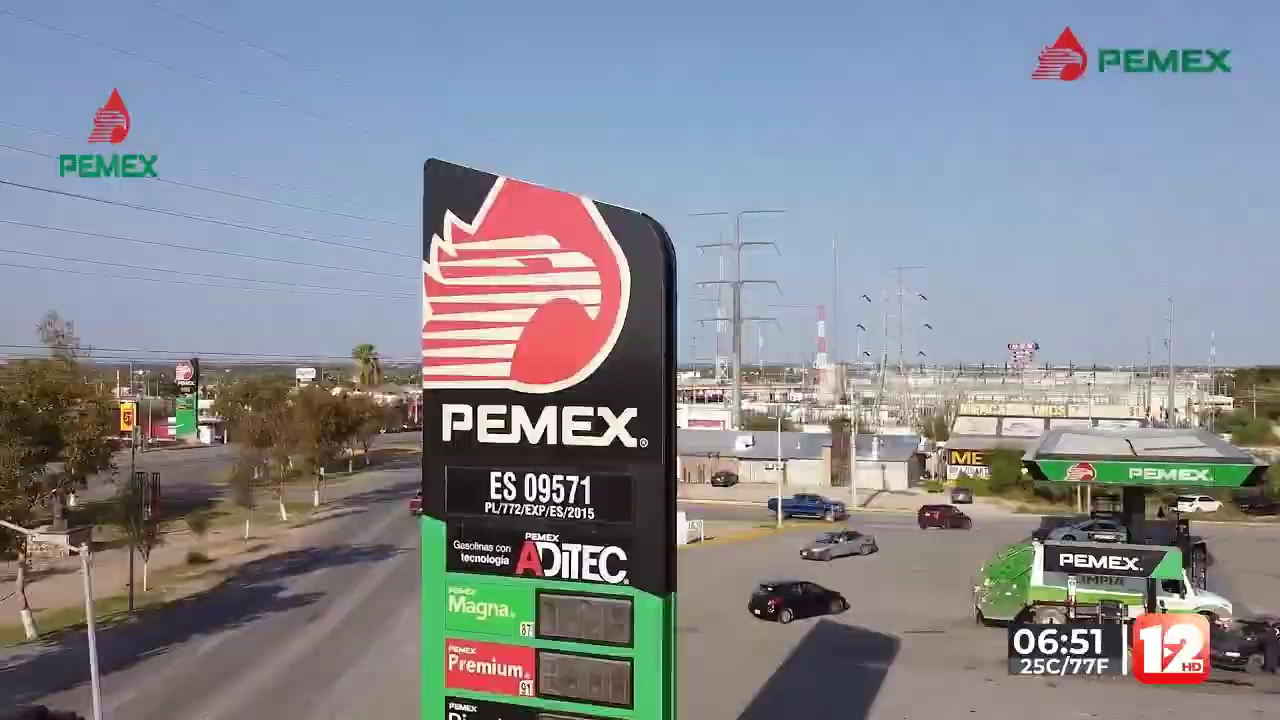 PEMEX
PEMEX
PEMEX®
ES 09571
PL/772/EXP/ES/2015
Gasolinas con
tecnología
PEMEX
ADiTEC®
PEMEX
Magna®
87
PEMEX
Premium®
91
PEMEX
ME
PEMEX
PEMEX.
LIMPIA
06:51
25C/77F
12
HD